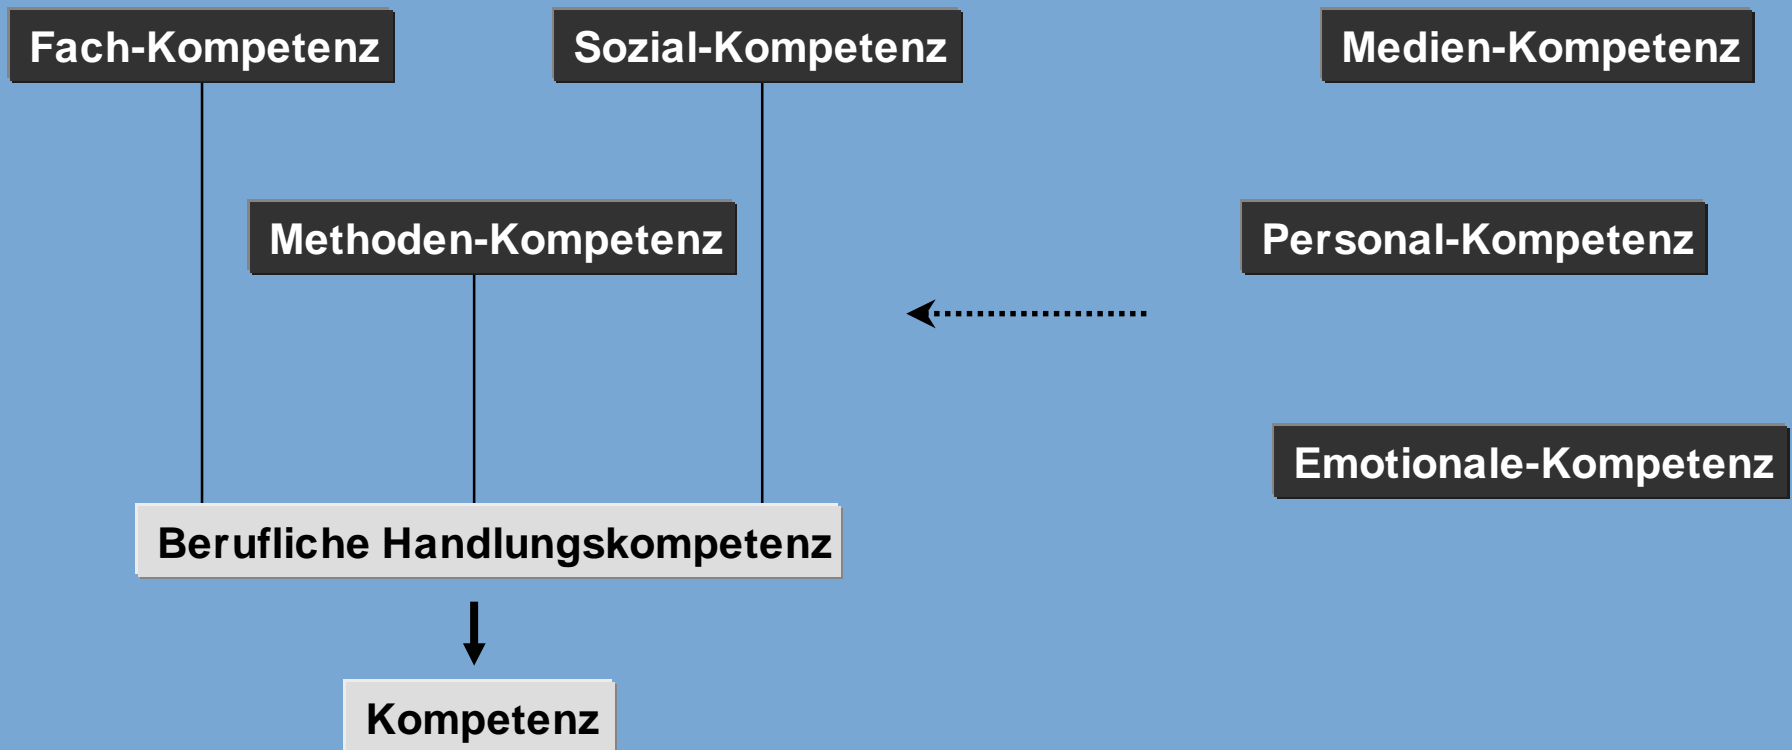 Fach-Kompetenz
Sozial-Kompetenz
Medien-Kompetenz
Methoden-Kompetenz
Personal-Kompetenz
Emotionale-Kompetenz
Berufliche Handlungskompetenz
Kompetenz